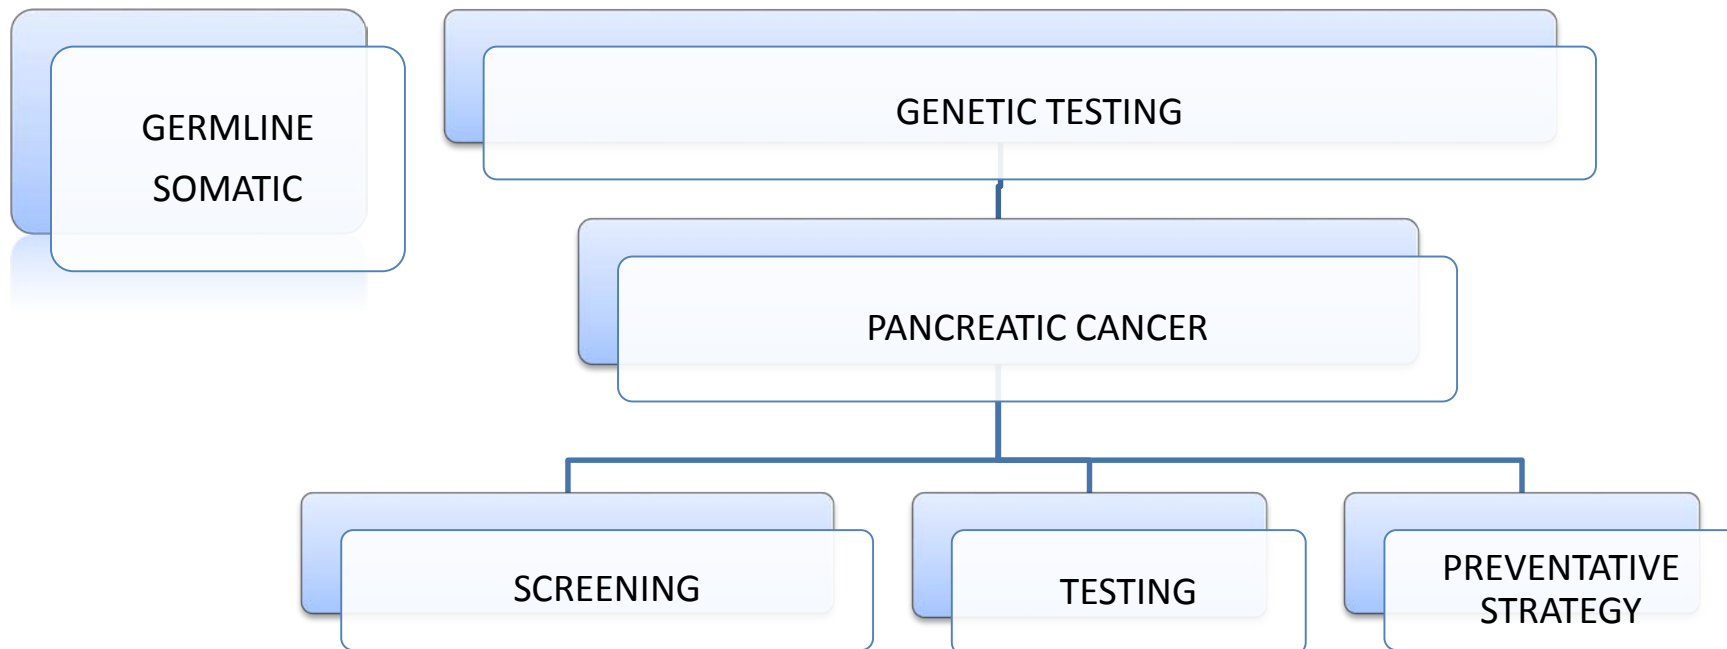 GERMLINE
SOMATIC
GENETIC TESTING
PANCREATIC CANCER
SCREENING
TESTING
PREVENTATIVE
STRATEGY